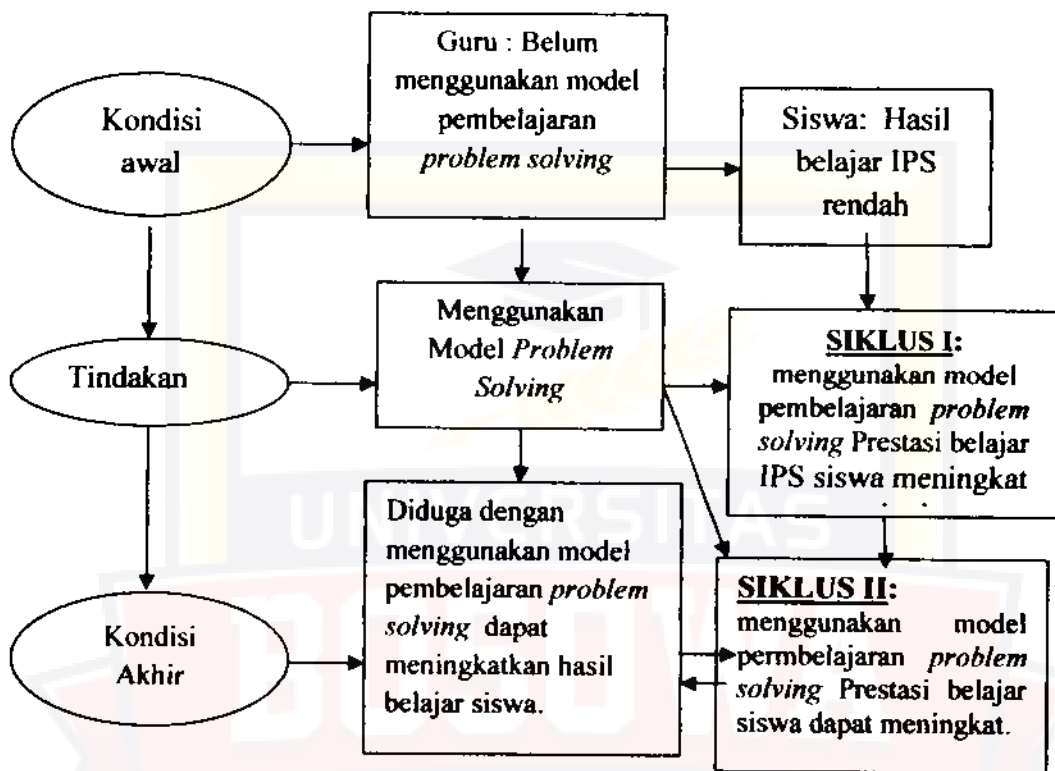 Guru : Belum
menggunakan model
pembelajaran
problem solving
Kondisi
awal
Siswa: Hasil
belajar IPS
rendah
Menggunakan
Model Problem
Solving
Tindakan
SIKLUS I:
menggunakan model
pembelajaran problem
solving Prestasi belajar
IPS siswa meningkat
Diduga dengan
menggunakan model
pembelajaran problem
solving dapat
meningkatkan hasil
belajar siswa.
Kondisi
Akhir
SIKLUS II:
menggunakan model
permbelajaran problem
solving Prestasi belajar
siswa dapat meningkat.
UNIVERSITAS
BOSOWA